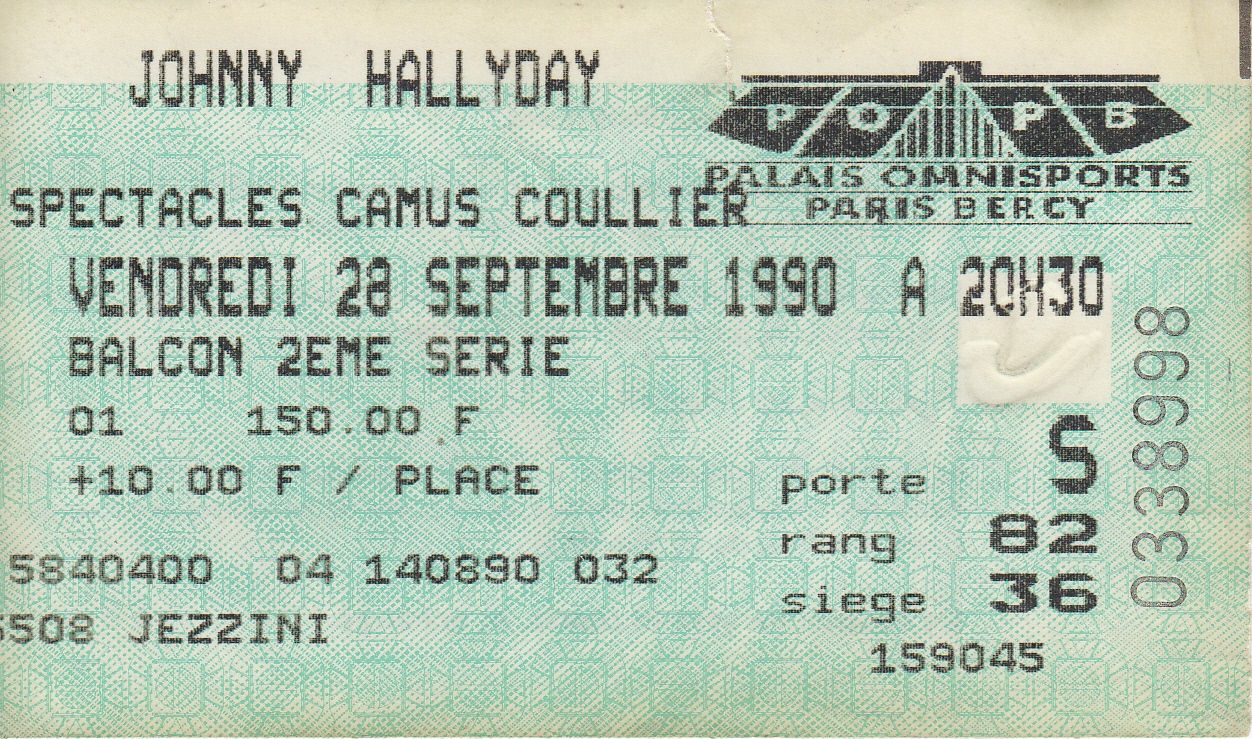 JOHNNY HALLYDAY
POPB
PALAIS OMNISPORTS
PARIS BERCY
SPECTACLES CAMUS COULLIER
VENDREDI 28 SEPTEMBRE 1990 A 20H30
BALCON 2EME SERIE
01 150.00 F
+10.00 F / PLACE
porte S
rang 82
siege 36
5840400 04 140890 032
5508 JEZZINI
159045
0338998